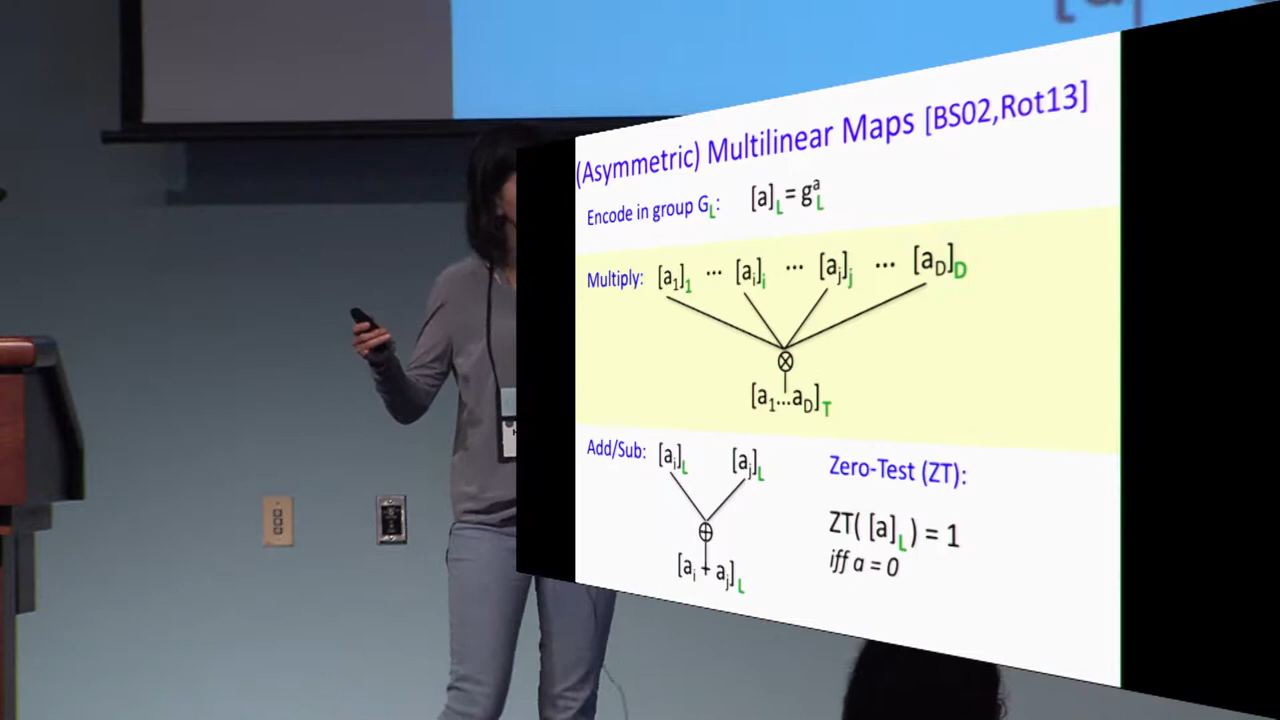 (Asymmetric) Multilinear Maps [BS02,Rot13]
Encode in group G_L: [a]_L = g_L^a
Multiply: [a_1]_1 ... [a_i]_i ... [a_j]_j ... [a_D]_D
⊗
[a_1...a_D]_T
Add/Sub: [a_i]_L [a_j]_L
⊕
[a_i + a_j]_L
Zero-Test (ZT):
ZT( [a]_L ) = 1
iff a = 0